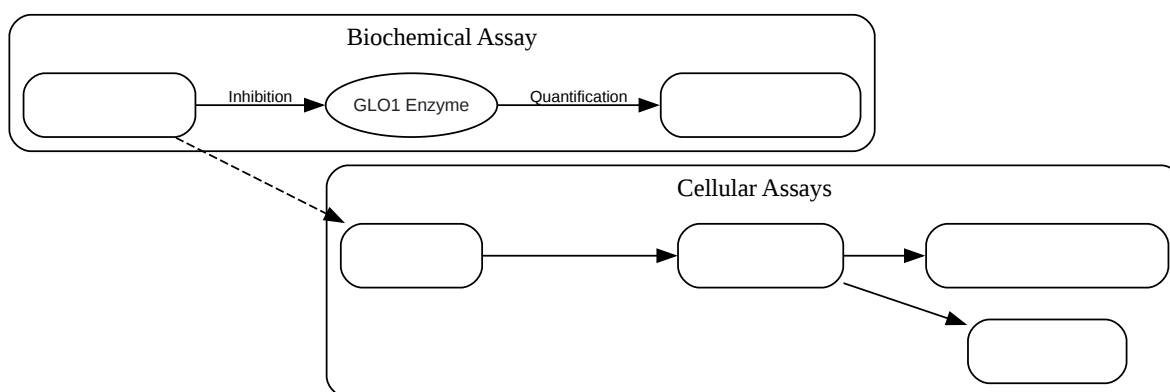 Biochemical Assay
Inhibition
GLO1 Enzyme
Quantification
Cellular Assays